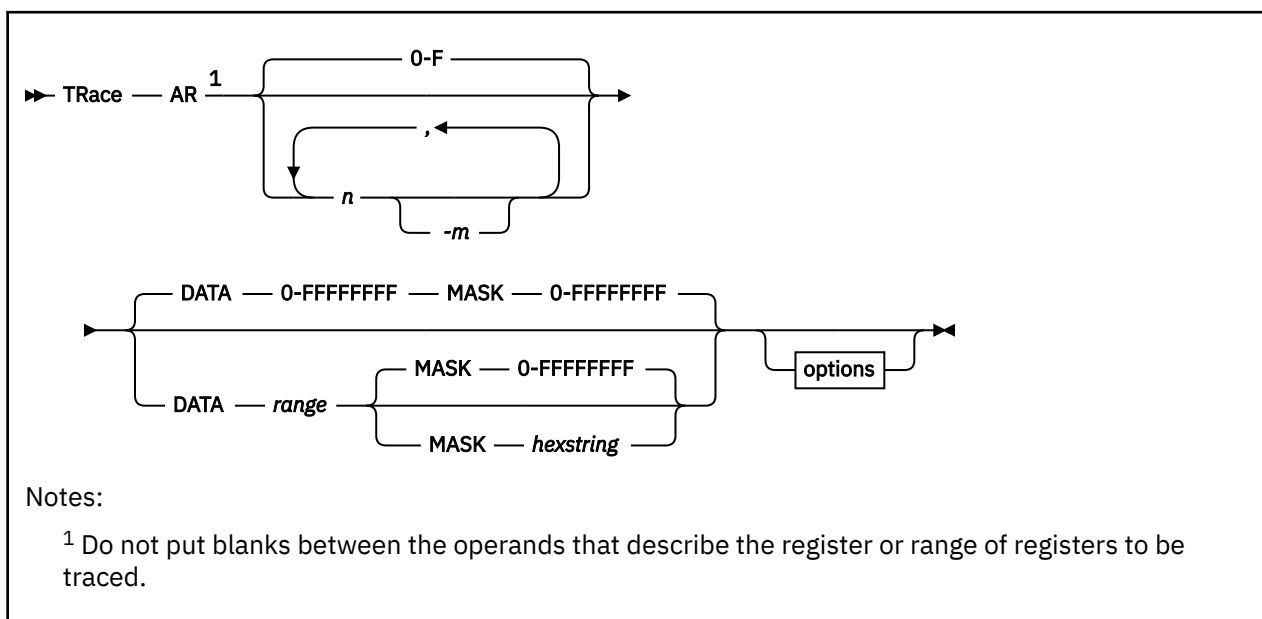 0-F
TRace AR 1
,
n
-m
DATA 0-FFFFFFFF MASK 0-FFFFFFFF
MASK 0-FFFFFFFF
options
DATA range
MASK hexstring
Notes:
1 Do not put blanks between the operands that describe the register or range of registers to be
traced.